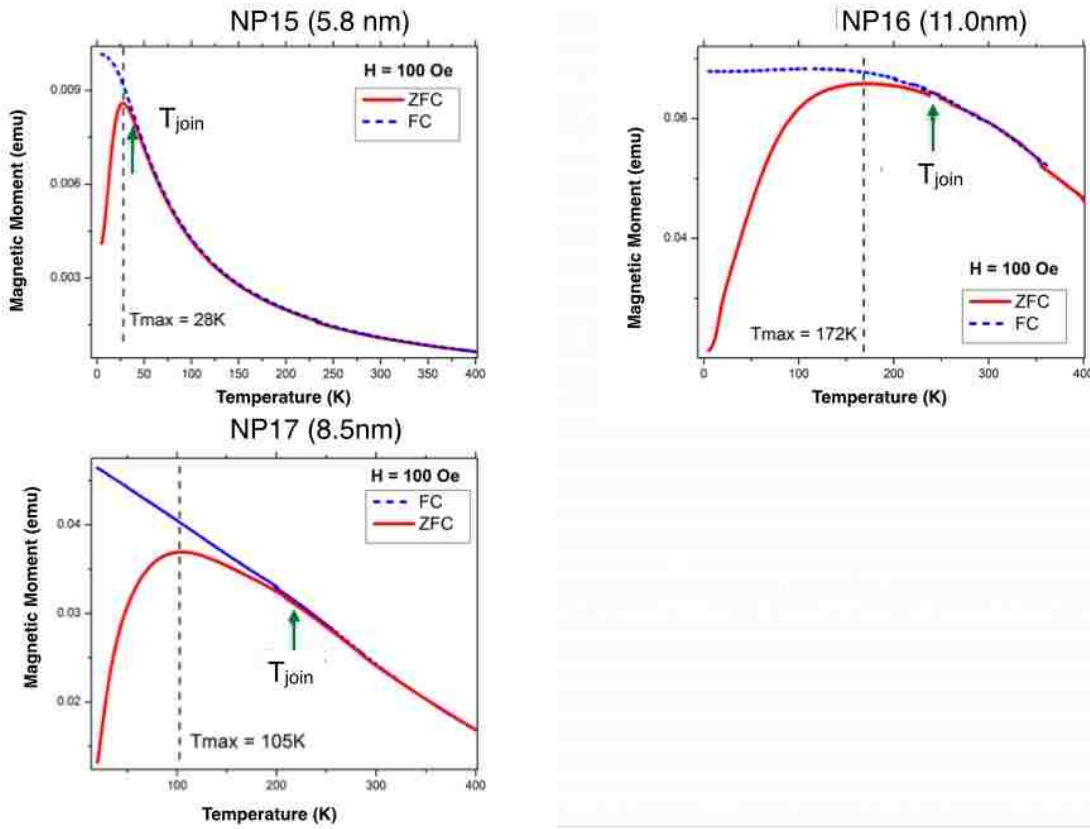 NP15 (5.8 nm)
Magnetic Moment (emu)
0.009
0.006
0.003
H = 100 Oe
ZFC
FC
Tjoin
Tmax = 28K
0 50 100 150 200 250 300 350 400
Temperature (K)
NP16 (11.0nm)
Magnetic Moment (emu)
0.06
0.04
Tjoin
H = 100 Oe
ZFC
FC
Tmax = 172K
0 100 200 300 400
Temperature (K)
NP17 (8.5nm)
Magnetic Moment (emu)
0.04
0.03
0.02
H = 100 Oe
FC
ZFC
Tjoin
Tmax = 105K
100 200 300 400
Temperature (K)